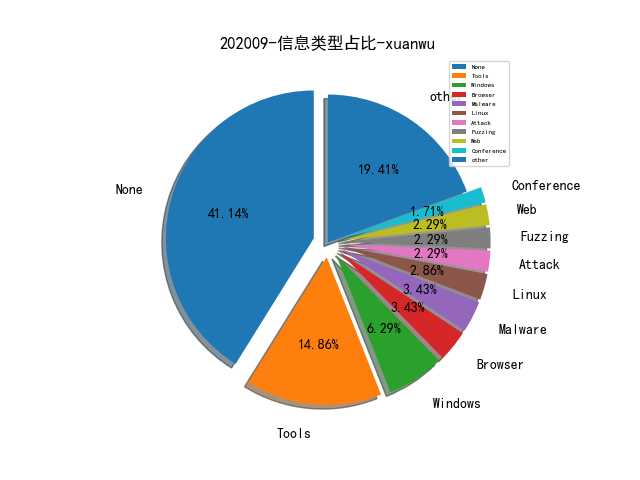 202009-信息类型占比-xuanwu
None
Tools
Windows
Browser
Malware
Linux
Attack
Fuzzing
Web
Conference
other
other
19.41%
41.14%
None
Conference
1.71%
Web
2.29%
Fuzzing
2.29%
Attack
2.29%
Linux
2.86%
Malware
3.43%
Browser
3.43%
Windows
6.29%
14.86%
Tools